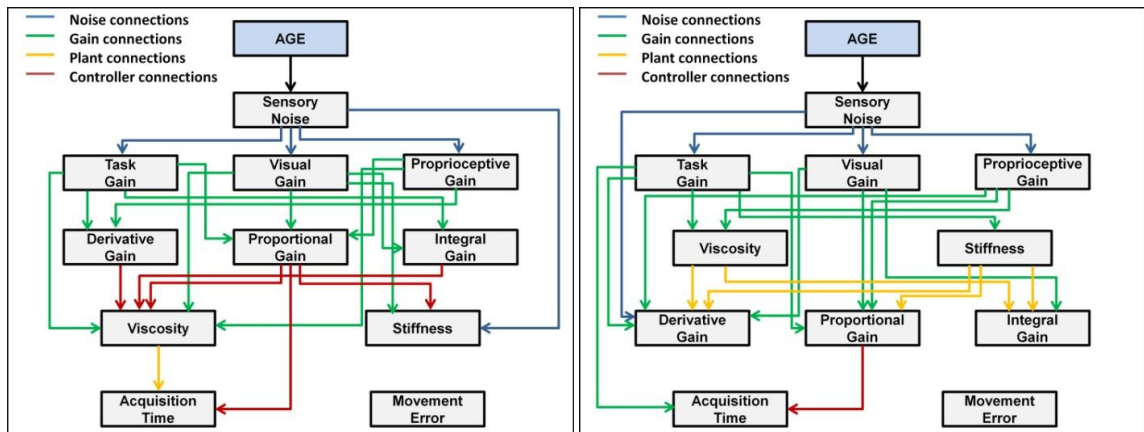 Noise connections
Gain connections
Plant connections
Controller connections
AGE
Sensory
Noise
Task
Gain
Visual
Gain
Proprioceptive
Gain
Derivative
Gain
Proportional
Gain
Integral
Gain
Viscosity
Stiffness
Acquisition
Time
Movement
Error
Noise connections
Gain connections
Plant connections
Controller connections
AGE
Sensory
Noise
Task
Gain
Visual
Gain
Proprioceptive
Gain
Viscosity
Stiffness
Derivative
Gain
Proportional
Gain
Integral
Gain
Acquisition
Time
Movement
Error